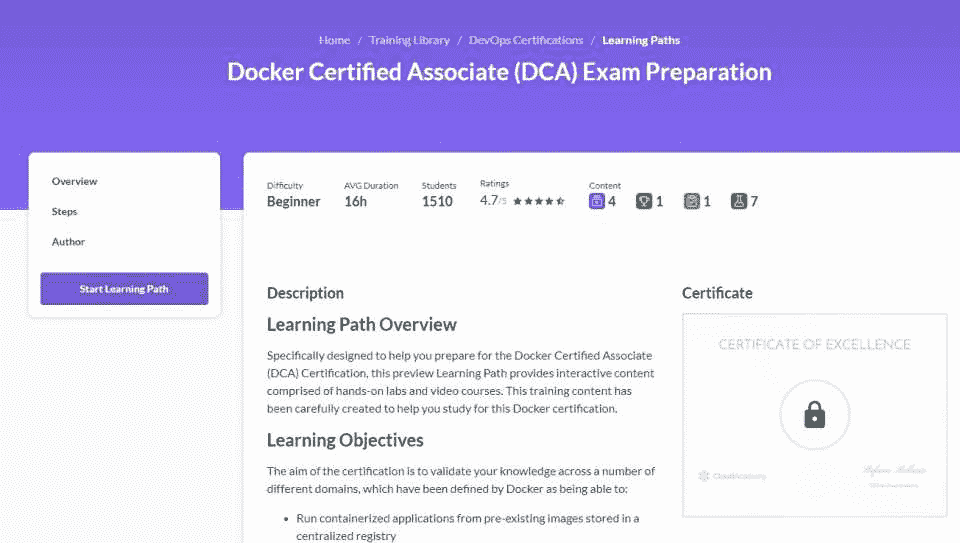 Home / Training Library / DevOps Certifications / Learning Paths
Docker Certified Associate (DCA) Exam Preparation
Overview
Steps
Author
Start Learning Path
Difficulty
Beginner
AVG Duration
16h
Students
1510
Ratings
4.7/5
Content
4
1
1
7
Description
Learning Path Overview
Specifically designed to help you prepare for the Docker Certified Associate
(DCA) Certification, this preview Learning Path provides interactive content
comprised of hands-on labs and video courses. This training content has
been carefully created to help you study for this Docker certification.
Learning Objectives
The aim of the certification is to validate your knowledge across a number of
different domains, which have been defined by Docker as being able to:
• Run containerized applications from pre-existing images stored in a
centralized registry
Certificate
CERTIFICATE OF EXCELLENCE
CloudAcademy